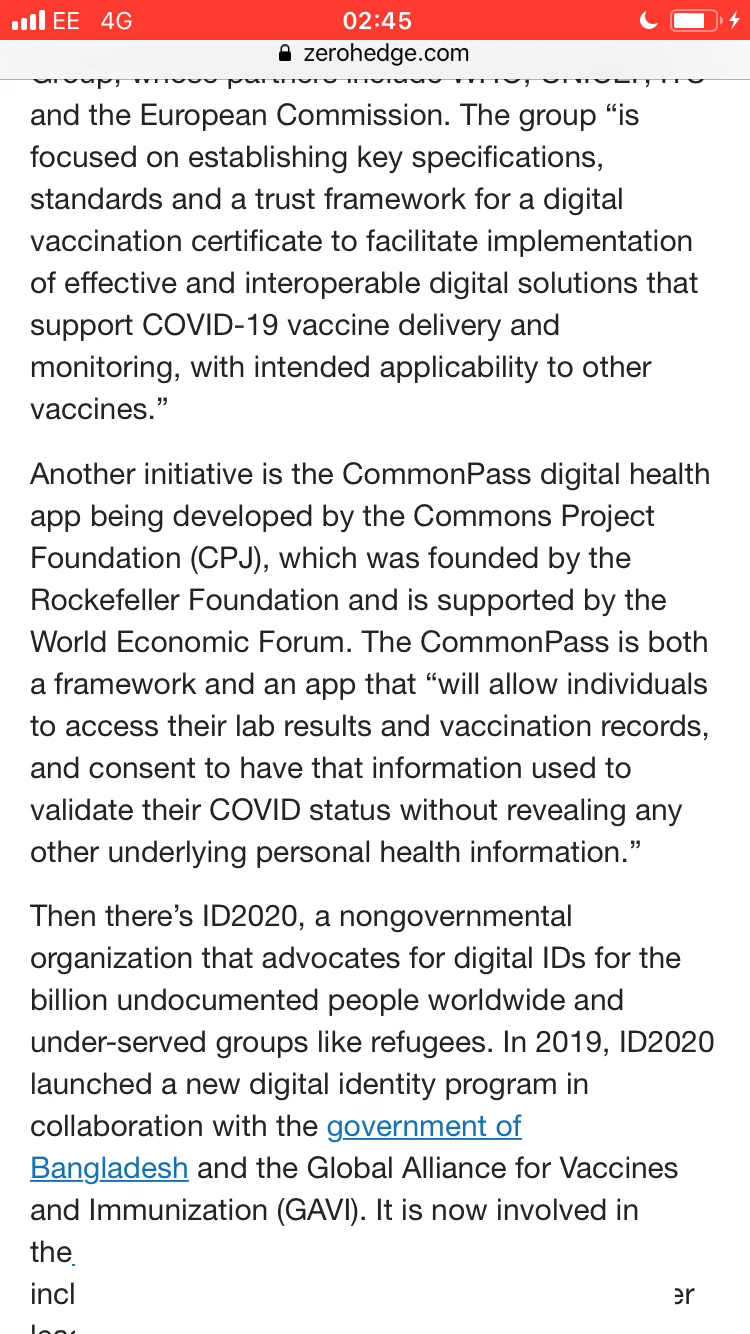 EE 4G 02:45
zerohedge.com
and the European Commission. The group “is
focused on establishing key specifications,
standards and a trust framework for a digital
vaccination certificate to facilitate implementation
of effective and interoperable digital solutions that
support COVID-19 vaccine delivery and
monitoring, with intended applicability to other
vaccines.”
Another initiative is the CommonPass digital health
app being developed by the Commons Project
Foundation (CPJ), which was founded by the
Rockefeller Foundation and is supported by the
World Economic Forum. The CommonPass is both
a framework and an app that “will allow individuals
to access their lab results and vaccination records,
and consent to have that information used to
validate their COVID status without revealing any
other underlying personal health information.”
Then there’s ID2020, a nongovernmental
organization that advocates for digital IDs for the
billion undocumented people worldwide and
under-served groups like refugees. In 2019, ID2020
launched a new digital identity program in
collaboration with the government of
Bangladesh and the Global Alliance for Vaccines
and Immunization (GAVI). It is now involved in
the